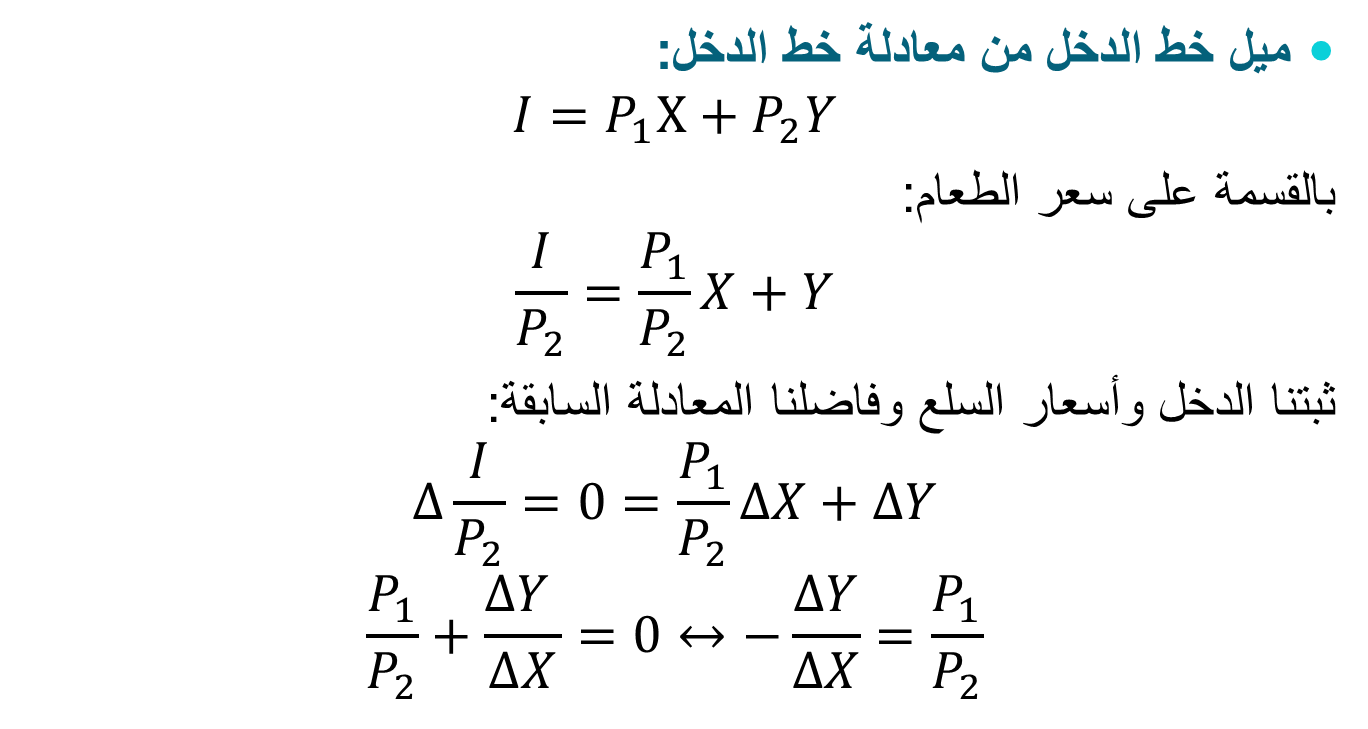 • ميل خط الدخل من معادلة خط الدخل:
I = P₁X + P₂Y
بالقسمة على سعر الطعام:
I/P₂ = P₁/P₂ X + Y
ثبتنا الدخل وأسعار السلع وفاضلنا المعادلة السابقة:
Δ I/P₂ = 0 = P₁/P₂ ΔX + ΔY
P₁/P₂ + ΔY/ΔX = 0 ↔ − ΔY/ΔX = P₁/P₂